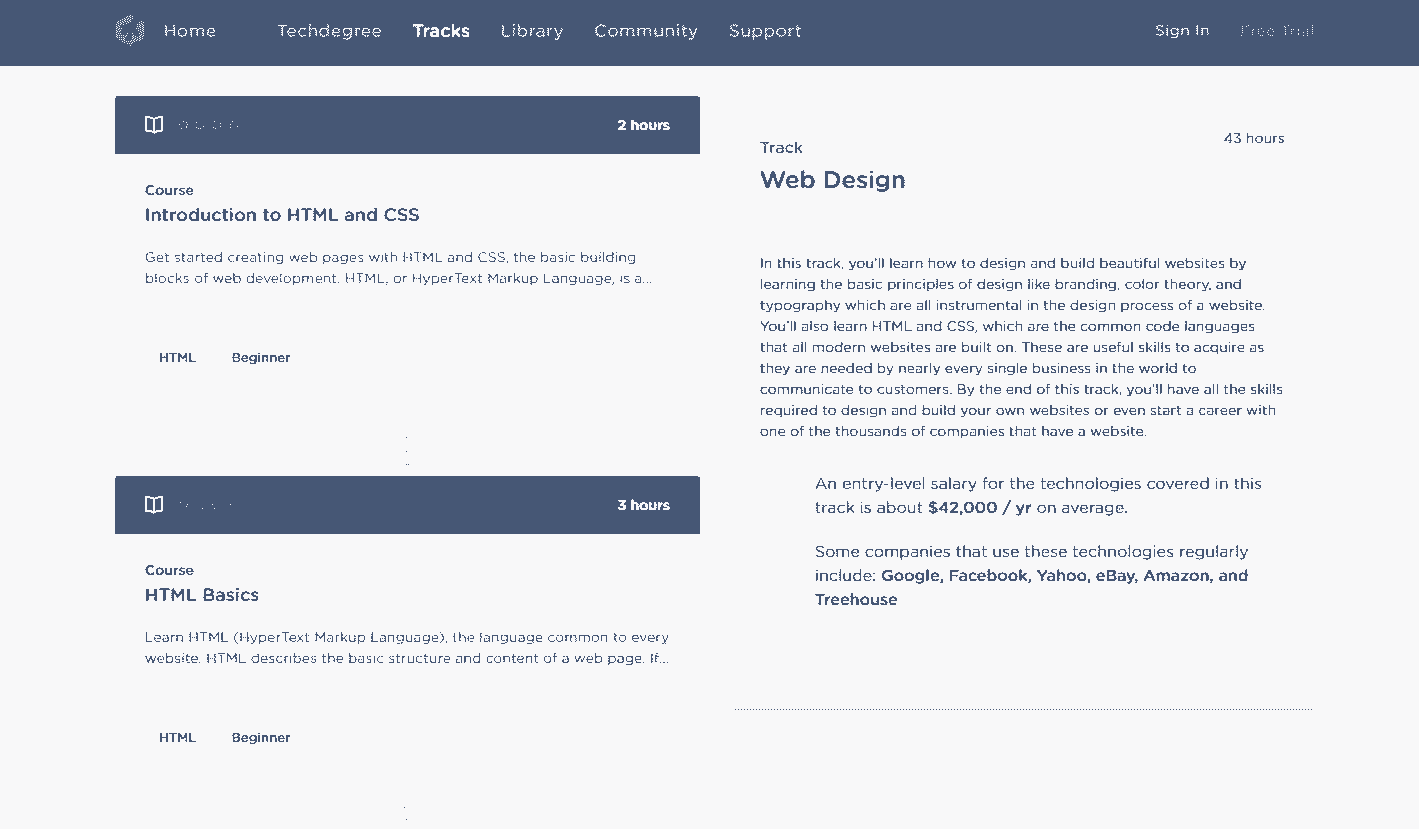 Home Techdegree Tracks Library Community Support Sign In Free Trial
2 hours
Course
Introduction to HTML and CSS
Get started creating web pages with HTML and CSS, the basic building
blocks of web development. HTML, or HyperText Markup Language, is a...
HTML Beginner
3 hours
Course
HTML Basics
Learn HTML (HyperText Markup Language), the language common to every
website. HTML describes the basic structure and content of a web page. If...
HTML Beginner
Track
43 hours
Web Design
In this track, you'll learn how to design and build beautiful websites by
learning the basic principles of design like branding, color theory, and
typography which are all instrumental in the design process of a website.
You'll also learn HTML and CSS, which are the common code languages
that all modern websites are built on. These are useful skills to acquire as
they are needed by nearly every single business in the world to
communicate to customers. By the end of this track, you'll have all the skills
required to design and build your own websites or even start a career with
one of the thousands of companies that have a website.
An entry-level salary for the technologies covered in this
track is about $42,000 / yr on average.
Some companies that use these technologies regularly
include: Google, Facebook, Yahoo, eBay, Amazon, and
Treehouse